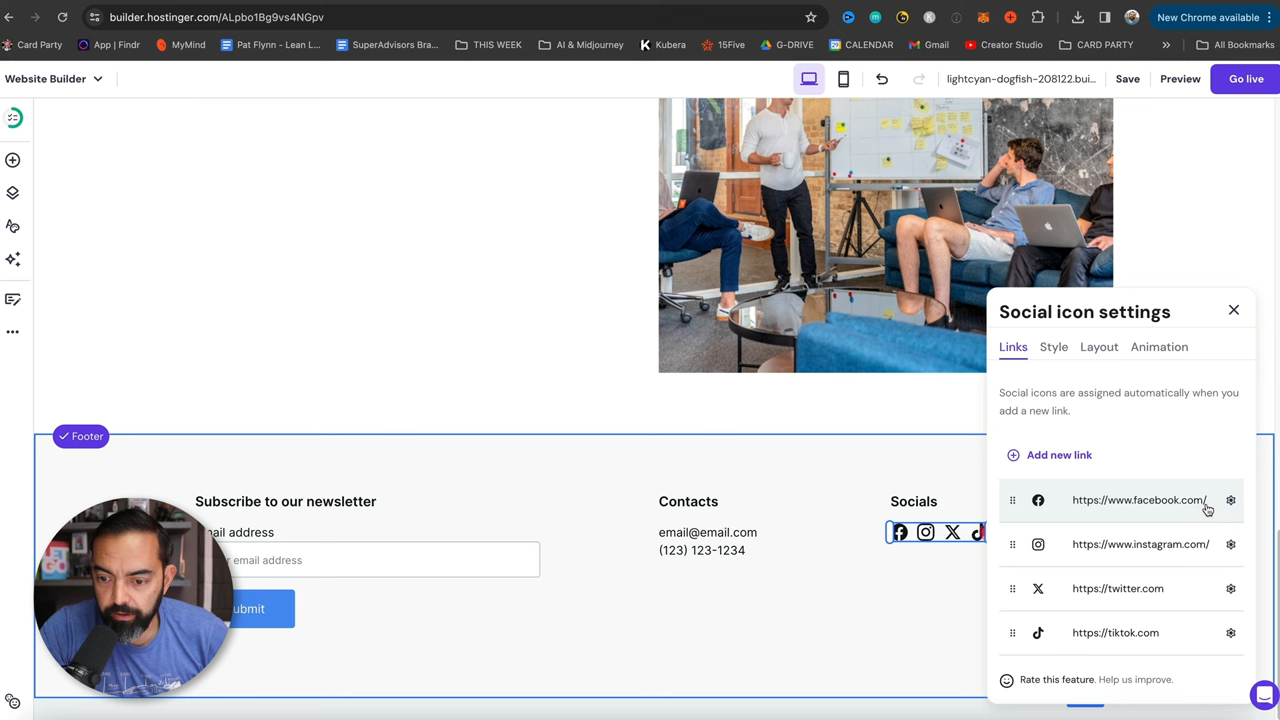 builder.hostinger.com/ALpbo1Bg9vs4NGpv
New Chrome available
Card Party
App | Findr
MyMind
Pat Flynn - Lean L...
SuperAdvisors Bra...
THIS WEEK
AI & Midjourney
Kubera
15Five
G-DRIVE
CALENDAR
Gmail
Creator Studio
CARD PARTY
»
All Bookmarks
Website Builder
lightcyan-dogfish-208122.bui...
Save
Preview
Go live
Social icon settings
Links
Style
Layout
Animation
Social icons are assigned automatically when you
add a new link.
Add new link
https://www.facebook.com/
https://www.instagram.com/
https://twitter.com
https://tiktok.com
Rate this feature. Help us improve.
Footer
Subscribe to our newsletter
ail address
email address
ubmit
Contacts
email@email.com
(123) 123-1234
Socials